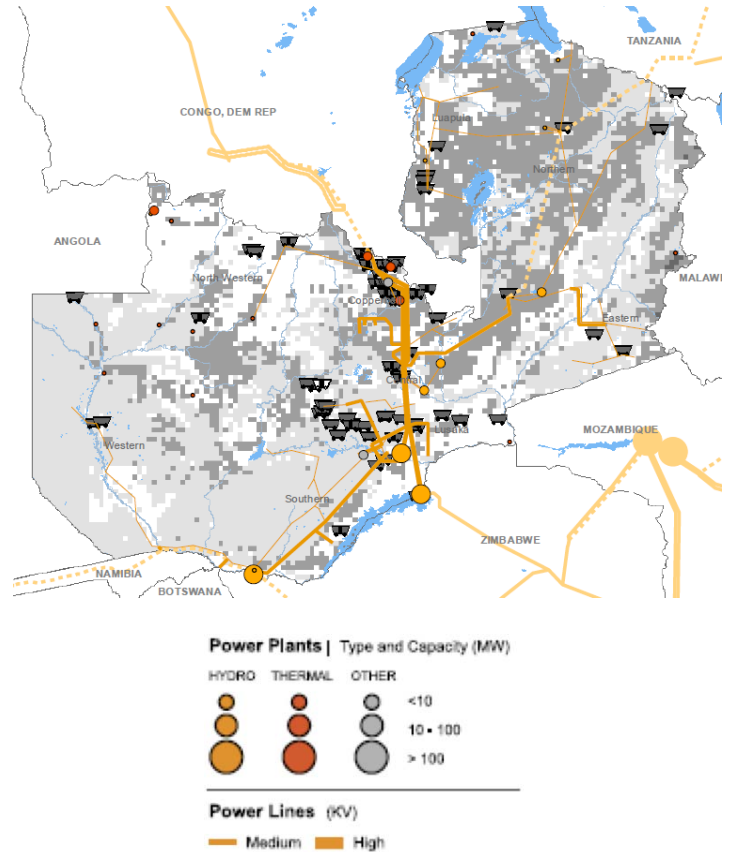 TANZANIA
CONGO, DEM REP
Luapula
Northern
ANGOLA
North Western
MALAWI
Copper
Eastern
Central
Western
Lusaka
MOZAMBIQUE
Southern
ZIMBABWE
NAMIBIA
BOTSWANA
Power Plants | Type and Capacity (MW)
HYDRO THERMAL OTHER
<10
10 - 100
> 100
Power Lines (KV)
Medium High